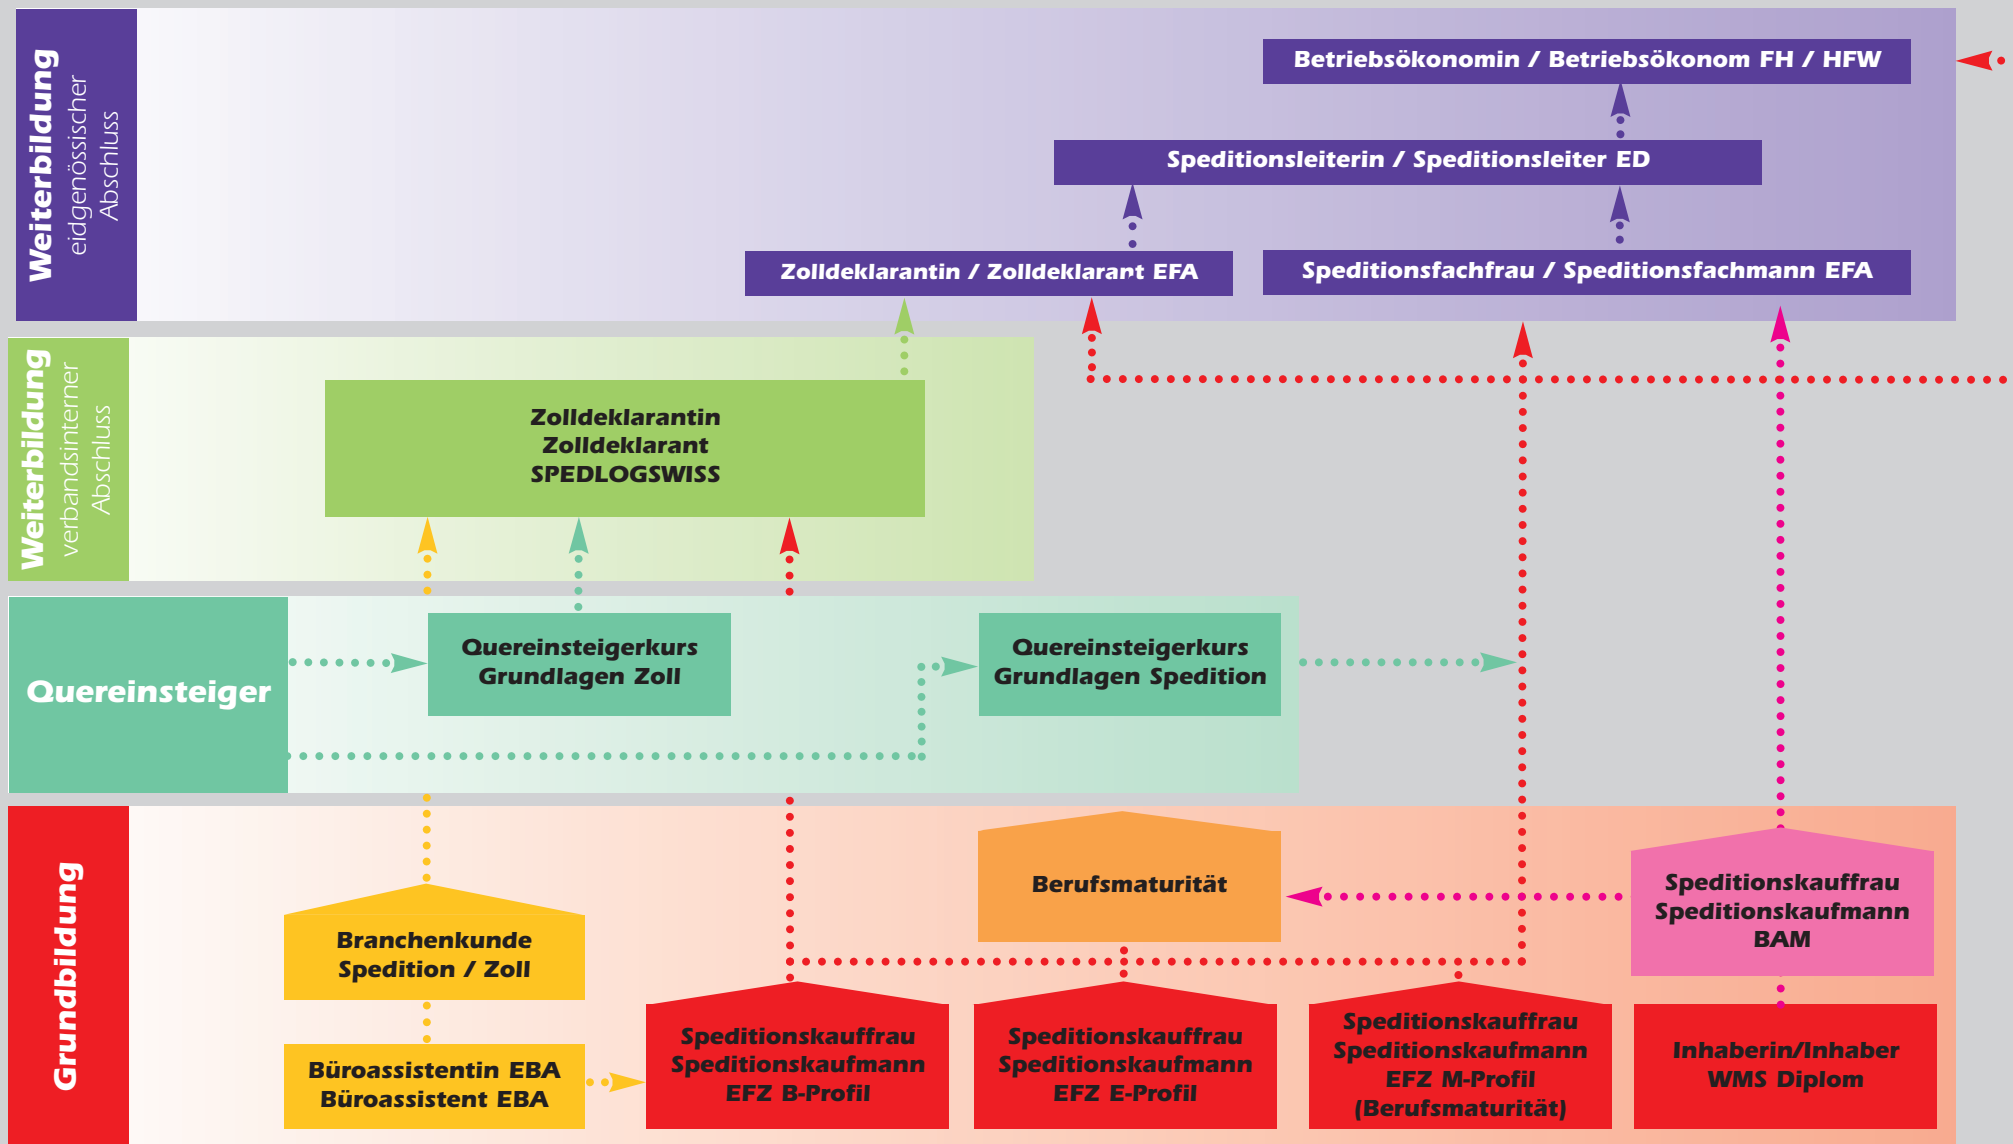 Weiterbildung
eidgenössischer
Abschluss
Betriebsökonomin / Betriebsökonom FH / HFW
Speditionsleiterin / Speditionsleiter ED
Zolldeklarantin / Zolldeklarant EFA
Speditionsfachfrau / Speditionsfachmann EFA
Weiterbildung
verbandsinterner
Abschluss
Zolldeklarantin
Zolldeklarant
SPEDLOGSWISS
Quereinsteiger
Quereinsteigerkurs
Grundlagen Zoll
Quereinsteigerkurs
Grundlagen Spedition
Grundbildung
Berufsmaturität
Speditionskauffrau
Speditionskaufmann
BAM
Branchenkunde
Spedition / Zoll
Büroassistentin EBA
Büroassistent EBA
Speditionskauffrau
Speditionskaufmann
EFZ B-Profil
Speditionskauffrau
Speditionskaufmann
EFZ E-Profil
Speditionskauffrau
Speditionskaufmann
EFZ M-Profil
(Berufsmaturität)
Inhaberin/Inhaber
WMS Diplom